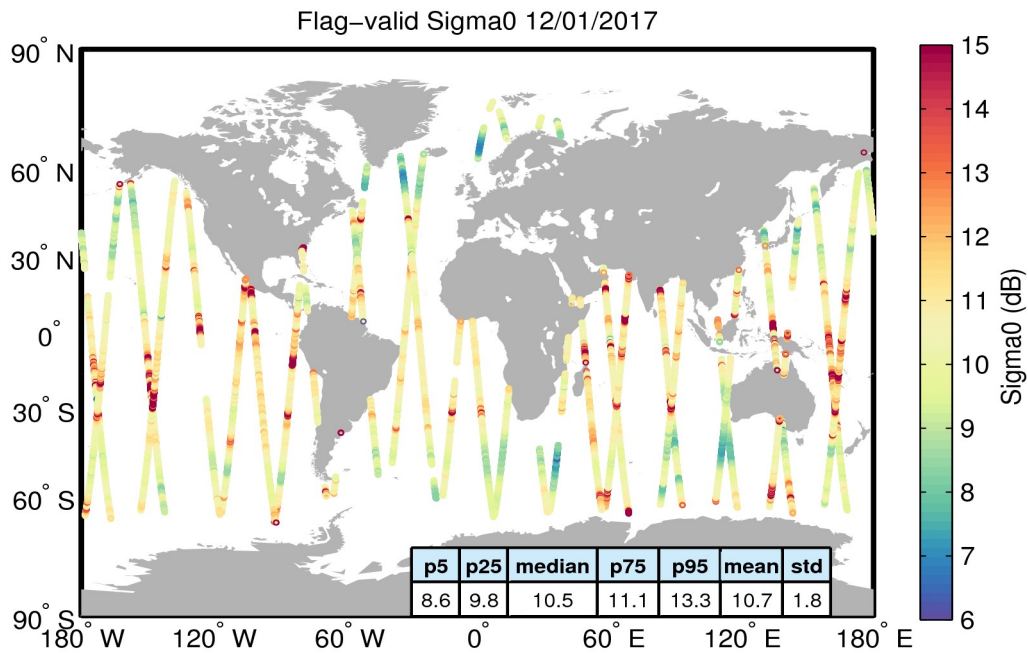 Flag−valid Sigma0 12/01/2017
90° N
60° N
30° N
0°
30° S
60° S
90° S
180° W
120° W
60° W
0°
60° E
120° E
180° E
15
14
13
12
11
10
9
8
7
6
Sigma0 (dB)
p5 p25 median p75 p95 mean std
8.6 9.8 10.5 11.1 13.3 10.7 1.8